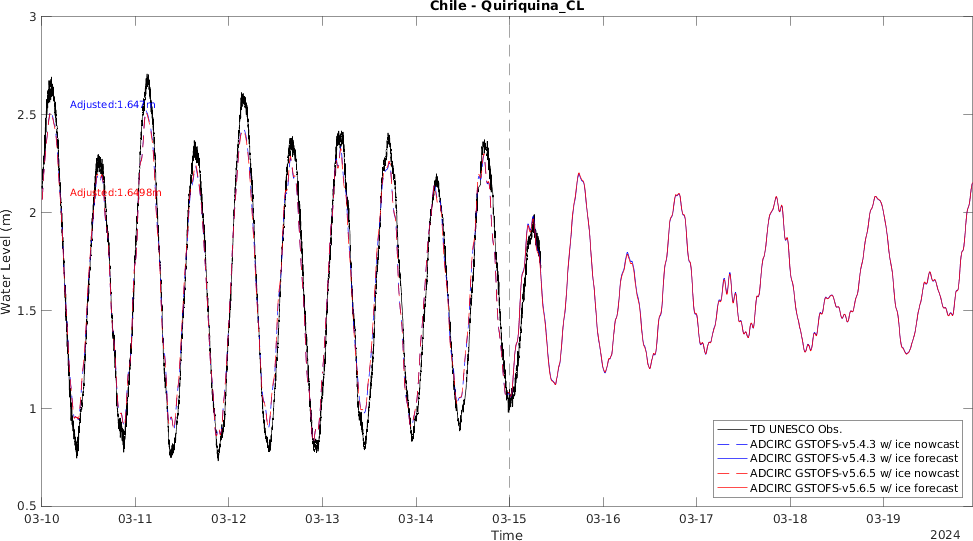 Chile - Quiriquina_CL
3
2.5
2
1.5
1
0.5
Water Level (m)
Adjusted:1.647m
Adjusted:1.6498m
TD UNESCO Obs.
ADCIRC GSTOFS-v5.4.3 w/ ice nowcast
ADCIRC GSTOFS-v5.4.3 w/ ice forecast
ADCIRC GSTOFS-v5.6.5 w/ ice nowcast
ADCIRC GSTOFS-v5.6.5 w/ ice forecast
03-10 03-11 03-12 03-13 03-14 03-15 03-16 03-17 03-18 03-19
Time
2024